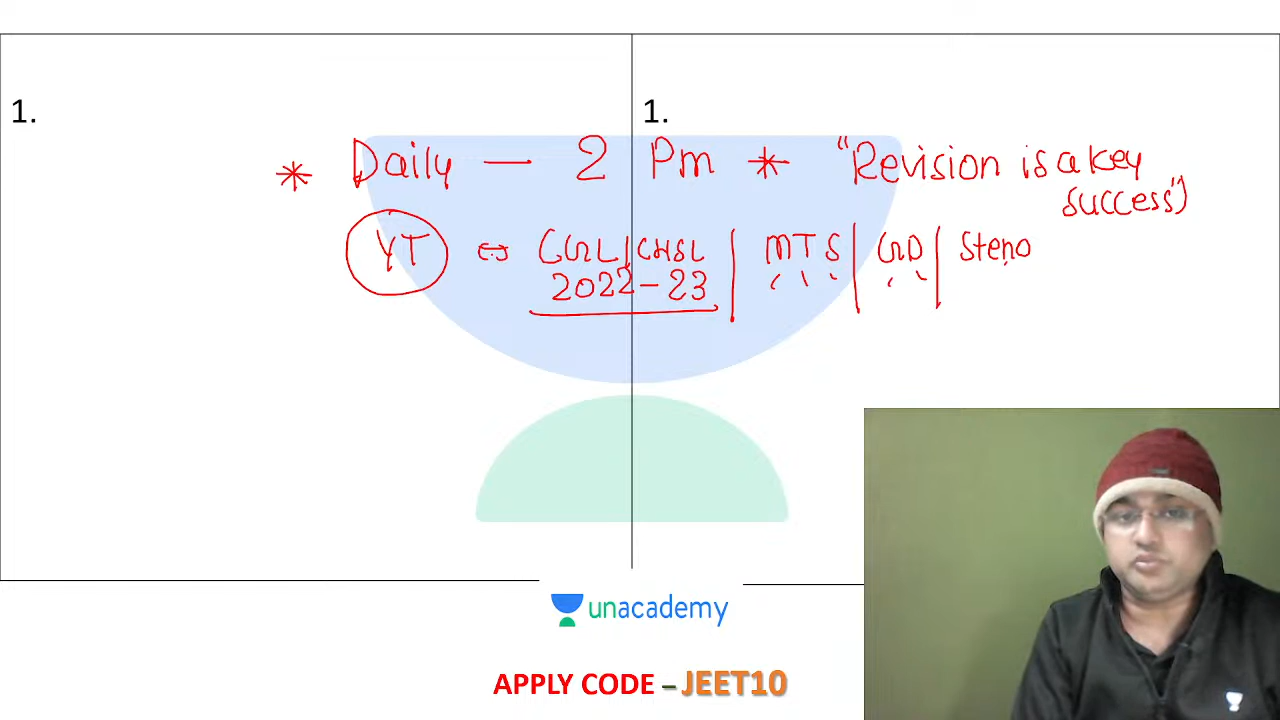 1.
1.
* Daily — 2 Pm * "Revision is a key
success")
YT ⇔ CGL/CHSL | MTS | GD | Steno
2022-23
unacademy
APPLY CODE – JEET10